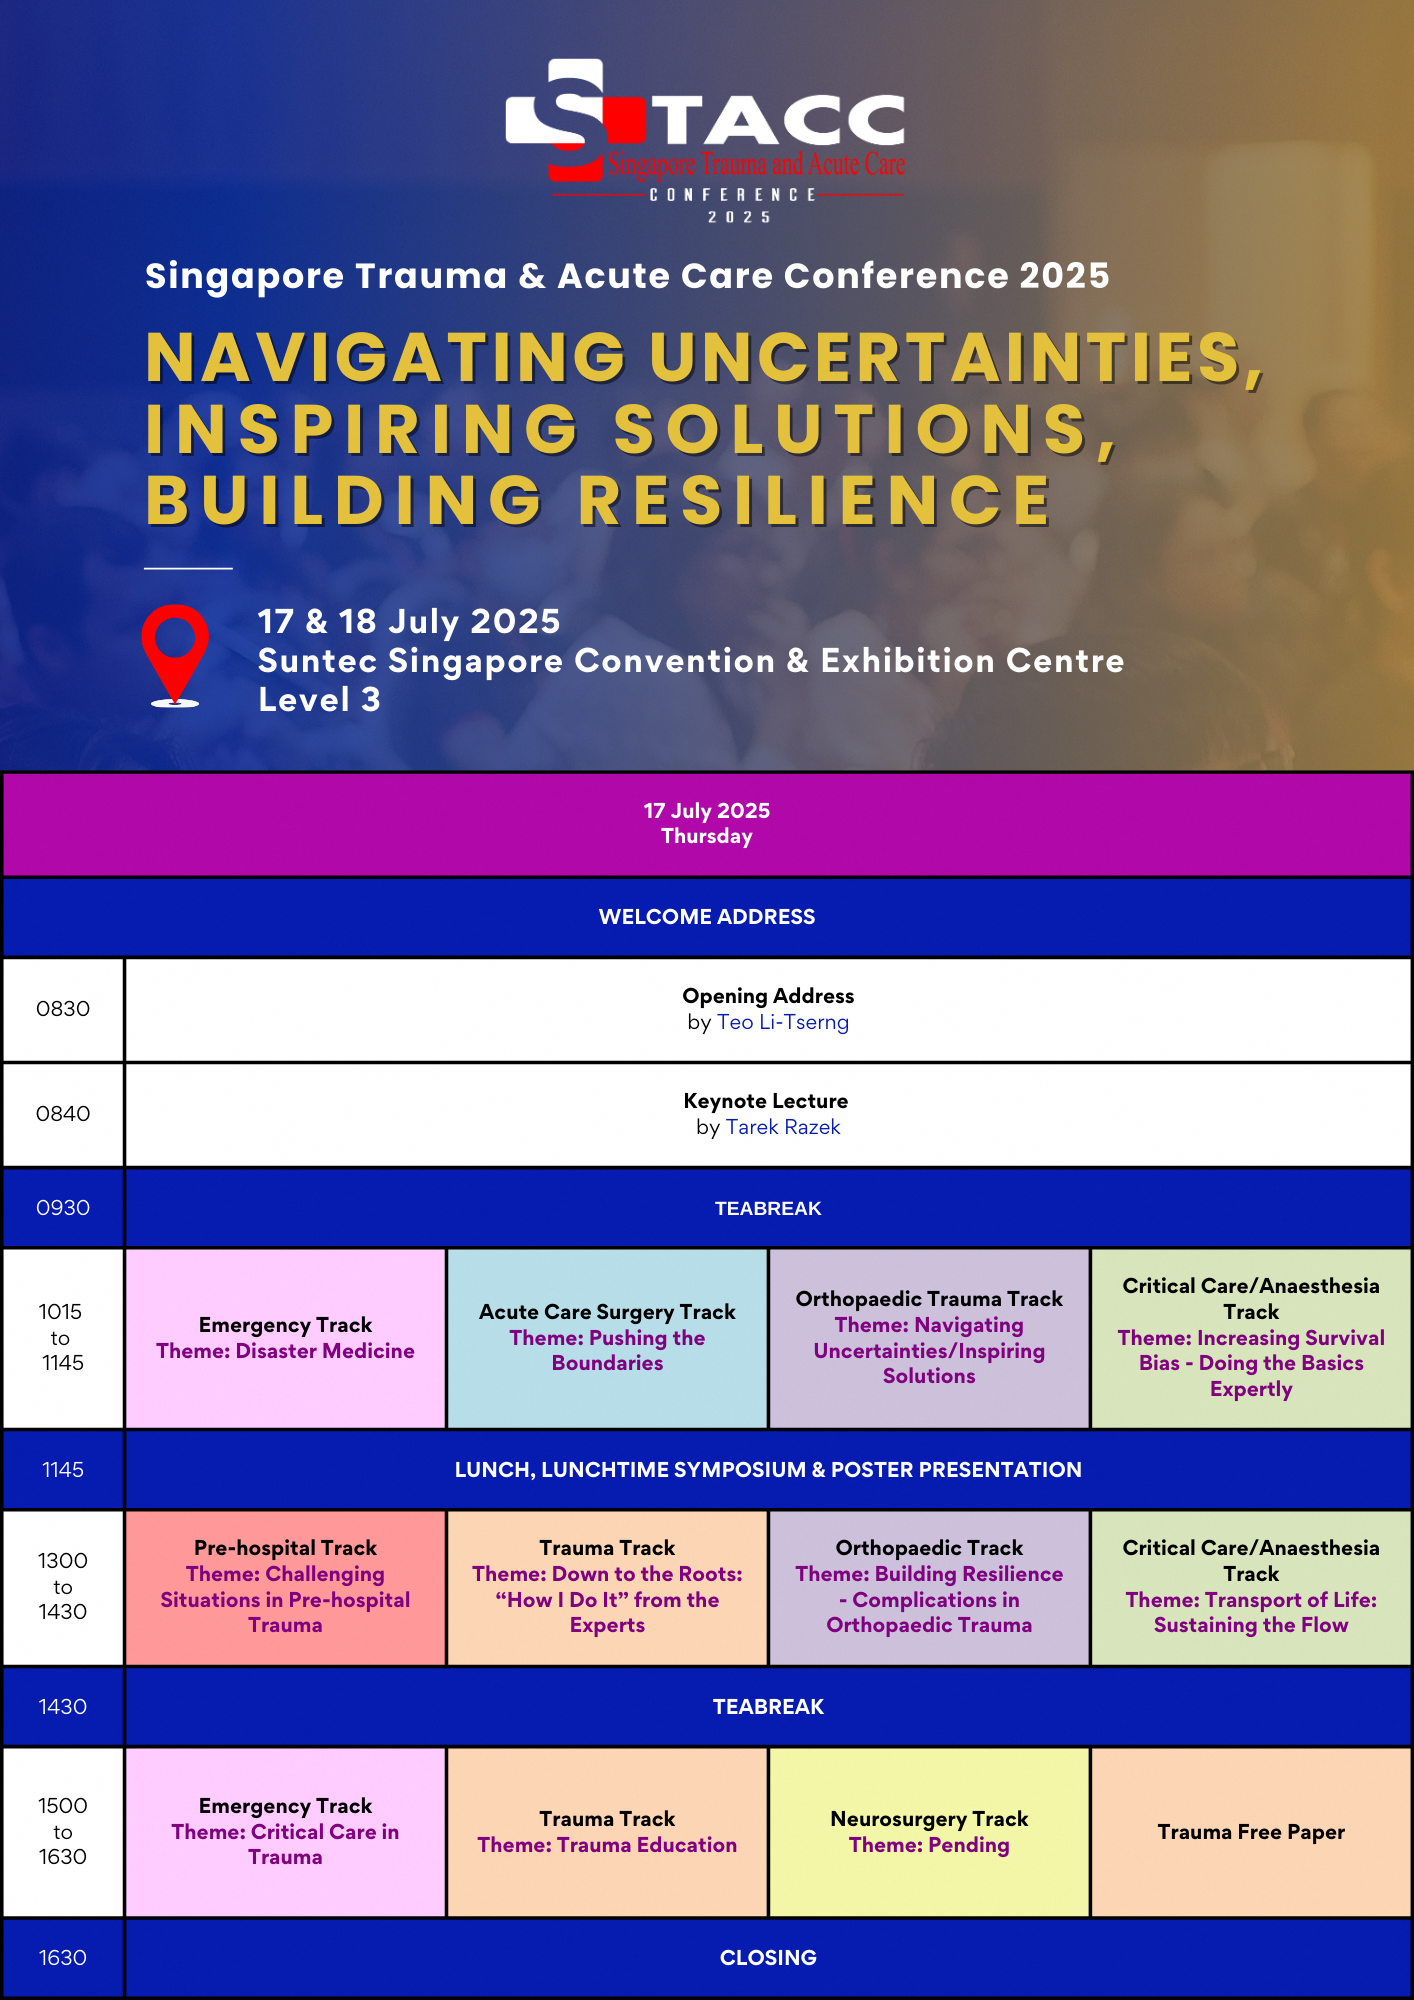 STACC
Singapore Trauma and Acute Care
CONFERENCE
2025
Singapore Trauma & Acute Care Conference 2025
NAVIGATING UNCERTAINTIES,
INSPIRING SOLUTIONS,
BUILDING RESILIENCE
17 & 18 July 2025
Suntec Singapore Convention & Exhibition Centre
Level 3
17 July 2025
Thursday
WELCOME ADDRESS
0830
Opening Address
by Teo Li-Tserng
0840
Keynote Lecture
by Tarek Razek
0930
TEABREAK
1015
to
1145
Emergency Track
Theme: Disaster Medicine
Acute Care Surgery Track
Theme: Pushing the
Boundaries
Orthopaedic Trauma Track
Theme: Navigating
Uncertainties/Inspiring
Solutions
Critical Care/Anaesthesia
Track
Theme: Increasing Survival
Bias - Doing the Basics
Expertly
1145
LUNCH, LUNCHTIME SYMPOSIUM & POSTER PRESENTATION
1300
to
1430
Pre-hospital Track
Theme: Challenging
Situations in Pre-hospital
Trauma
Trauma Track
Theme: Down to the Roots:
“How I Do It” from the
Experts
Orthopaedic Track
Theme: Building Resilience
- Complications in
Orthopaedic Trauma
Critical Care/Anaesthesia
Track
Theme: Transport of Life:
Sustaining the Flow
1430
TEABREAK
1500
to
1630
Emergency Track
Theme: Critical Care in
Trauma
Trauma Track
Theme: Trauma Education
Neurosurgery Track
Theme: Pending
Trauma Free Paper
1630
CLOSING